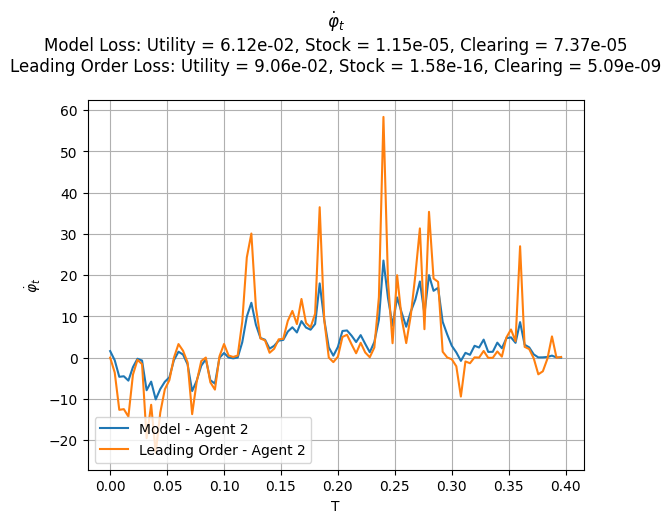 φ̇ₜ
Model Loss: Utility = 6.12e-02, Stock = 1.15e-05, Clearing = 7.37e-05
Leading Order Loss: Utility = 9.06e-02, Stock = 1.58e-16, Clearing = 5.09e-09
60
50
40
30
20
10
0
−10
−20
φ̇ₜ
Model - Agent 2
Leading Order - Agent 2
0.00 0.05 0.10 0.15 0.20 0.25 0.30 0.35 0.40
T